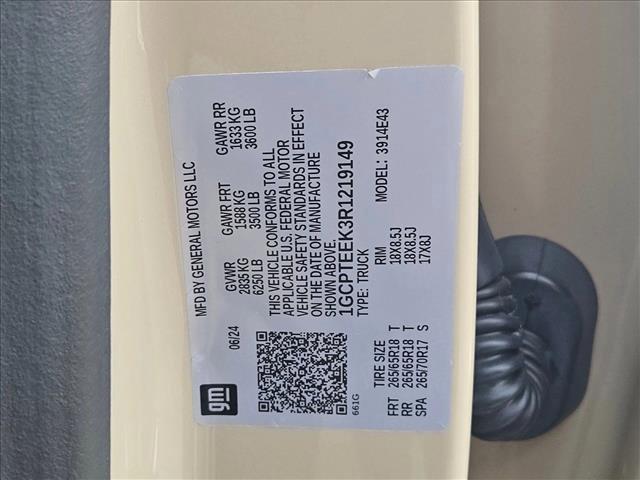 MFD BY GENERAL MOTORS LLC
gm
06/24
GVWR GAWR FRT GAWR RR
2835 KG 1588 KG 1633 KG
6250 LB 3500 LB 3600 LB
THIS VEHICLE CONFORMS TO ALL
APPLICABLE U.S. FEDERAL MOTOR
VEHICLE SAFETY STANDARDS IN EFFECT
ON THE DATE OF MANUFACTURE
SHOWN ABOVE.
1GCPTEEK3R1219149
TYPE: TRUCK MODEL: 3914E43
661G
TIRE SIZE RIM
FRT 265/65R18 T 18X8.5J
RR 265/65R18 T 18X8.5J
SPA 265/70R17 S 17X8J